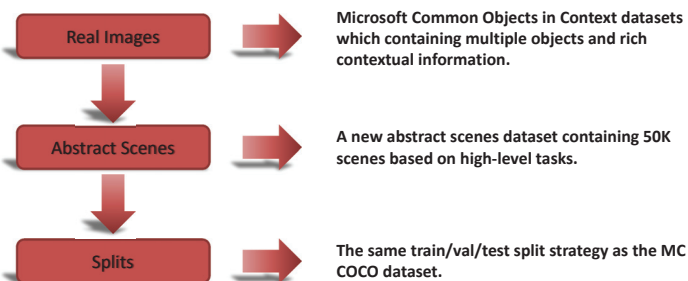 Real Images
Microsoft Common Objects in Context datasets
which containing multiple objects and rich
contextual information.
Abstract Scenes
A new abstract scenes dataset containing 50K
scenes based on high-level tasks.
Splits
The same train/val/test split strategy as the MC
COCO dataset.